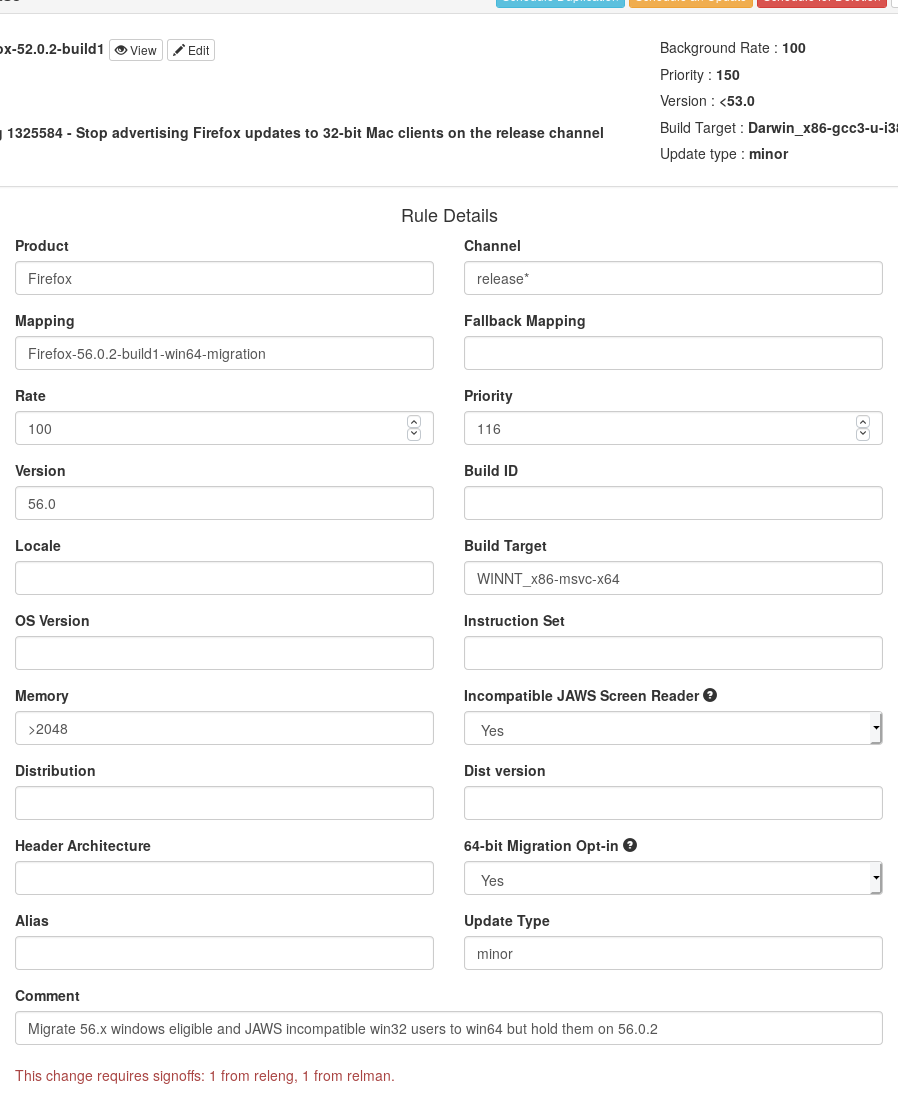 ox-52.0.2-build1 View Edit
Background Rate : 100
Priority : 150
Version : <53.0
1325584 - Stop advertising Firefox updates to 32-bit Mac clients on the release channel
Build Target : Darwin_x86-gcc3-u-i38
Update type : minor
Rule Details
Product Channel
Firefox release*
Mapping Fallback Mapping
Firefox-56.0.2-build1-win64-migration
Rate Priority
100 116
Version Build ID
56.0
Locale Build Target
WINNT_x86-msvc-x64
OS Version Instruction Set
Memory Incompatible JAWS Screen Reader ?
>2048 Yes
Distribution Dist version
Header Architecture 64-bit Migration Opt-in ?
Yes
Alias Update Type
minor
Comment
Migrate 56.x windows eligible and JAWS incompatible win32 users to win64 but hold them on 56.0.2
This change requires signoffs: 1 from releng, 1 from relman.